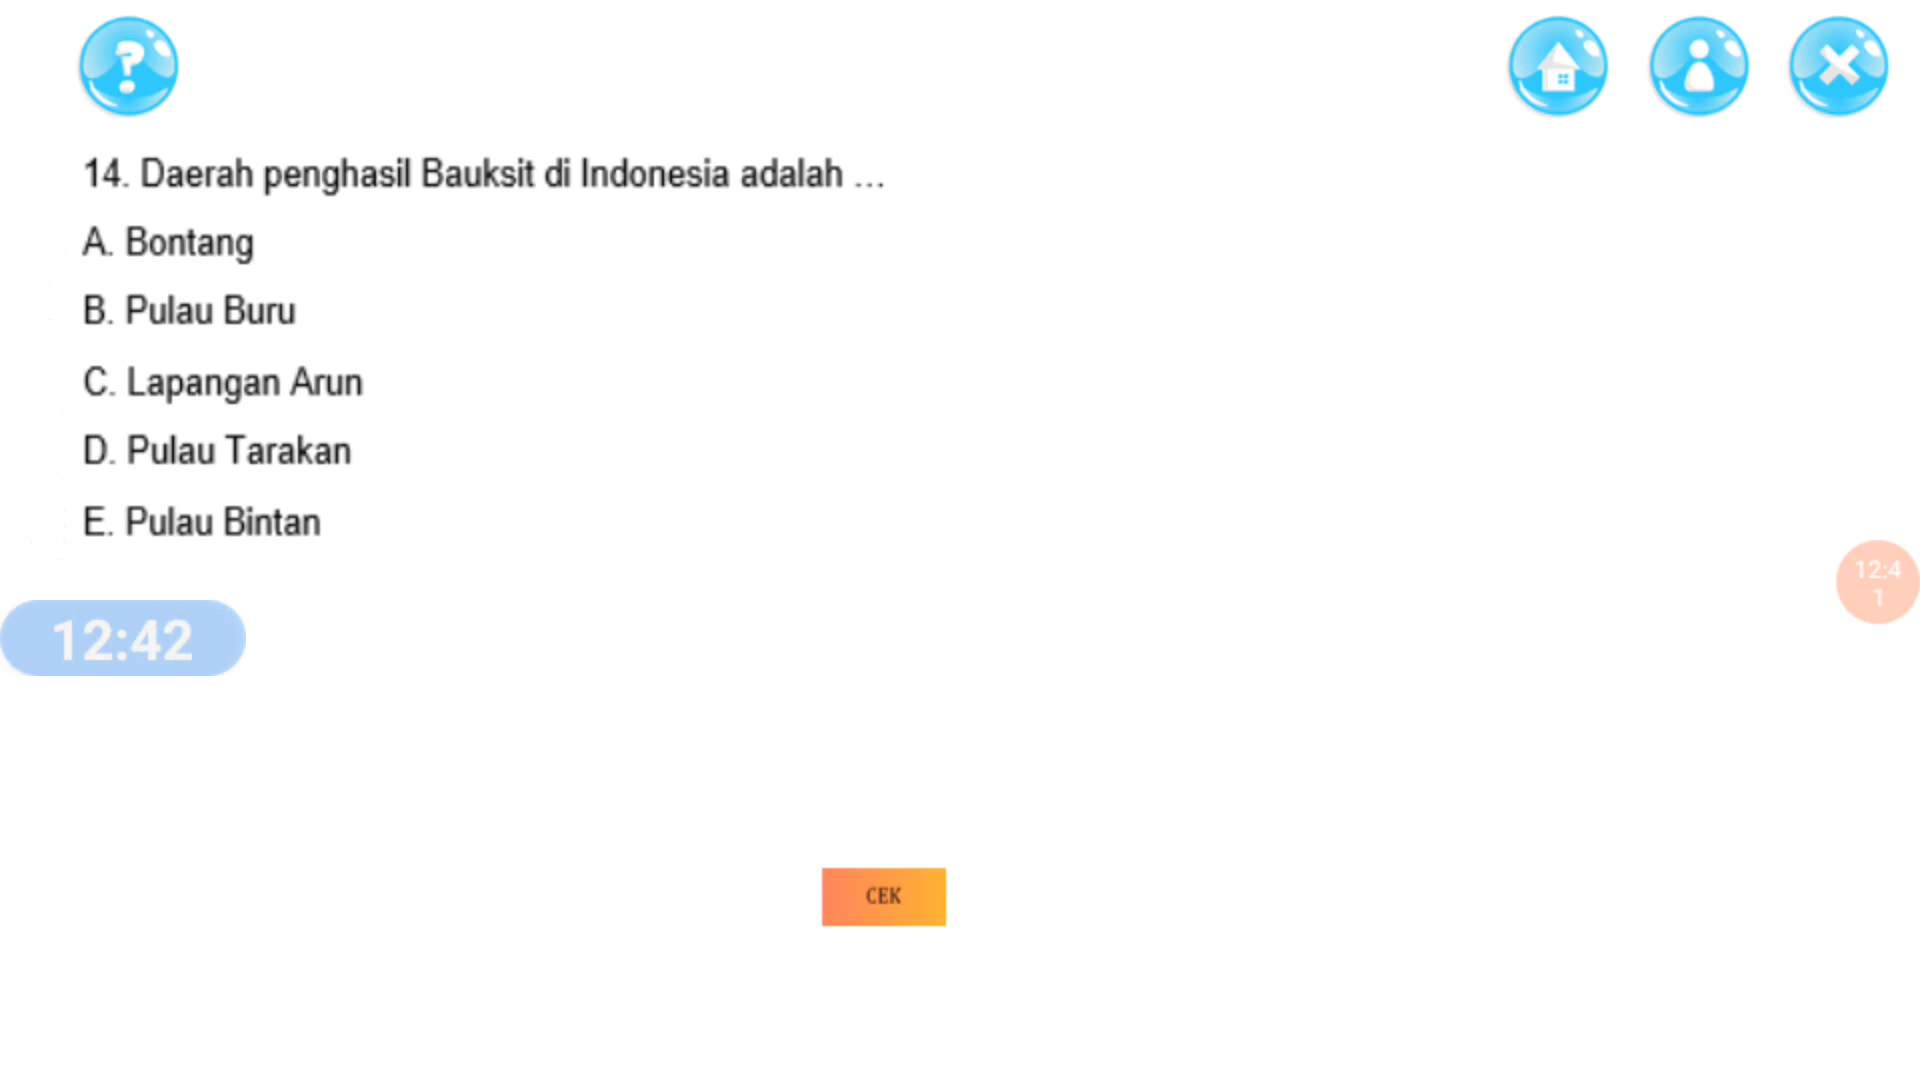 14. Daerah penghasil Bauksit di Indonesia adalah ...
A. Bontang
B. Pulau Buru
C. Lapangan Arun
D. Pulau Tarakan
E. Pulau Bintan
12:4
1
12:42
CEK